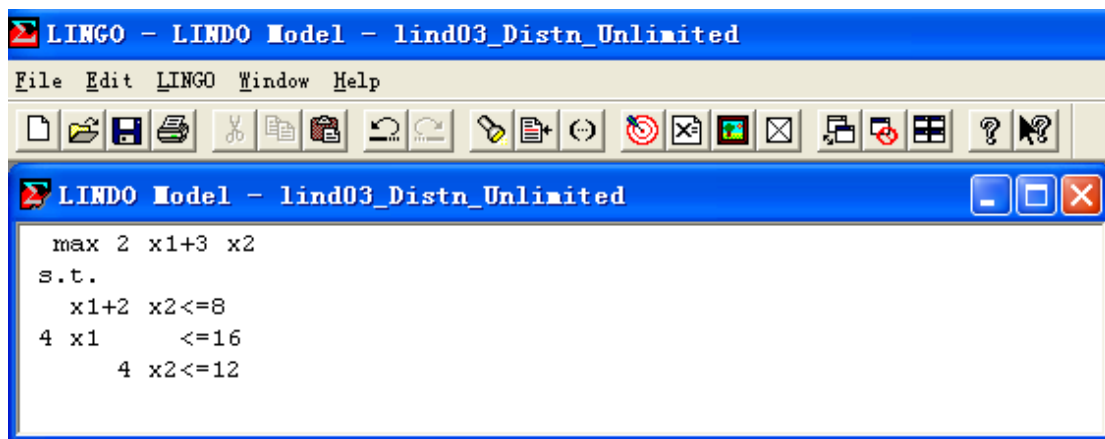 LINGO - LINDO Model - lind03_Distn_Unlimited
File Edit LINGO Window Help
LINDO Model - lind03_Distn_Unlimited
max 2 x1+3 x2
s.t.
x1+2 x2<=8
4 x1 <=16
4 x2<=12